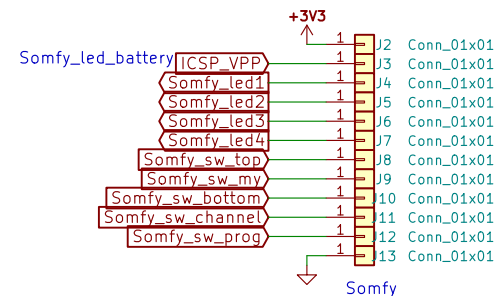 +3V3
1 J2 Conn_01x01
Somfy_led_battery
ICSP_VPP 1 J3 Conn_01x01
Somfy_led1 1 J4 Conn_01x01
Somfy_led2 1 J5 Conn_01x01
Somfy_led3 1 J6 Conn_01x01
Somfy_led4 1 J7 Conn_01x01
Somfy_sw_top 1 J8 Conn_01x01
Somfy_sw_my 1 J9 Conn_01x01
Somfy_sw_bottom 1 J10 Conn_01x01
Somfy_sw_channel 1 J11 Conn_01x01
Somfy_sw_prog 1 J12 Conn_01x01
1 J13 Conn_01x01
Somfy